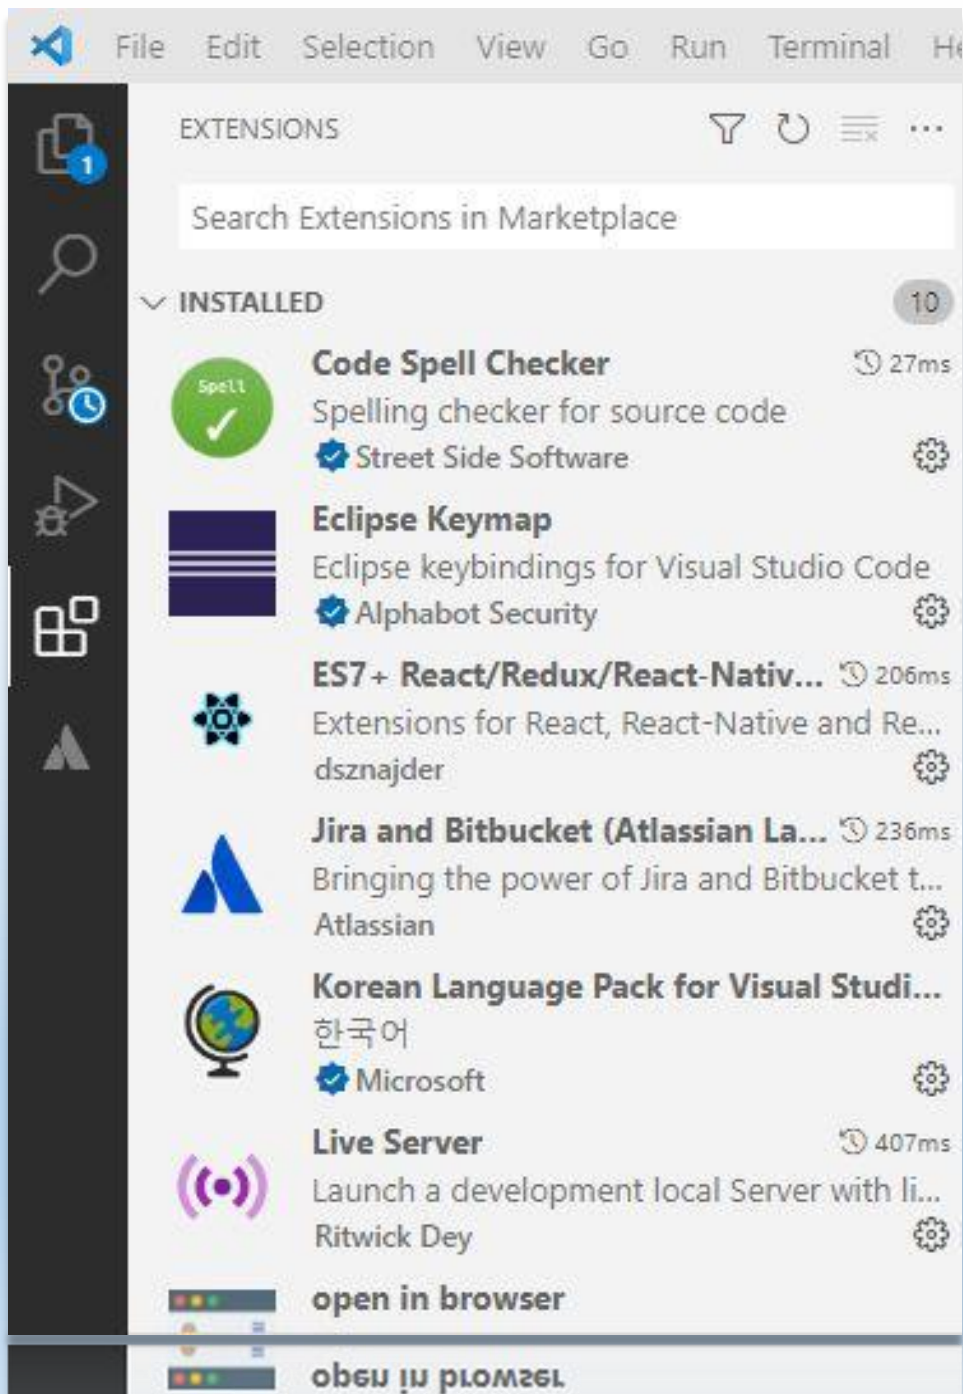 File Edit Selection View Go Run Terminal He
EXTENSIONS
1
Search Extensions in Marketplace
INSTALLED 10
Code Spell Checker 27ms
Spell
Spelling checker for source code
Street Side Software
Eclipse Keymap
Eclipse keybindings for Visual Studio Code
Alphabot Security
ES7+ React/Redux/React-Nativ... 206ms
Extensions for React, React-Native and Re...
dsznajder
Jira and Bitbucket (Atlassian La... 236ms
Bringing the power of Jira and Bitbucket t...
Atlassian
Korean Language Pack for Visual Studi...
한국어
Microsoft
Live Server 407ms
Launch a development local Server with li...
Ritwick Dey
open in browser
open in browser